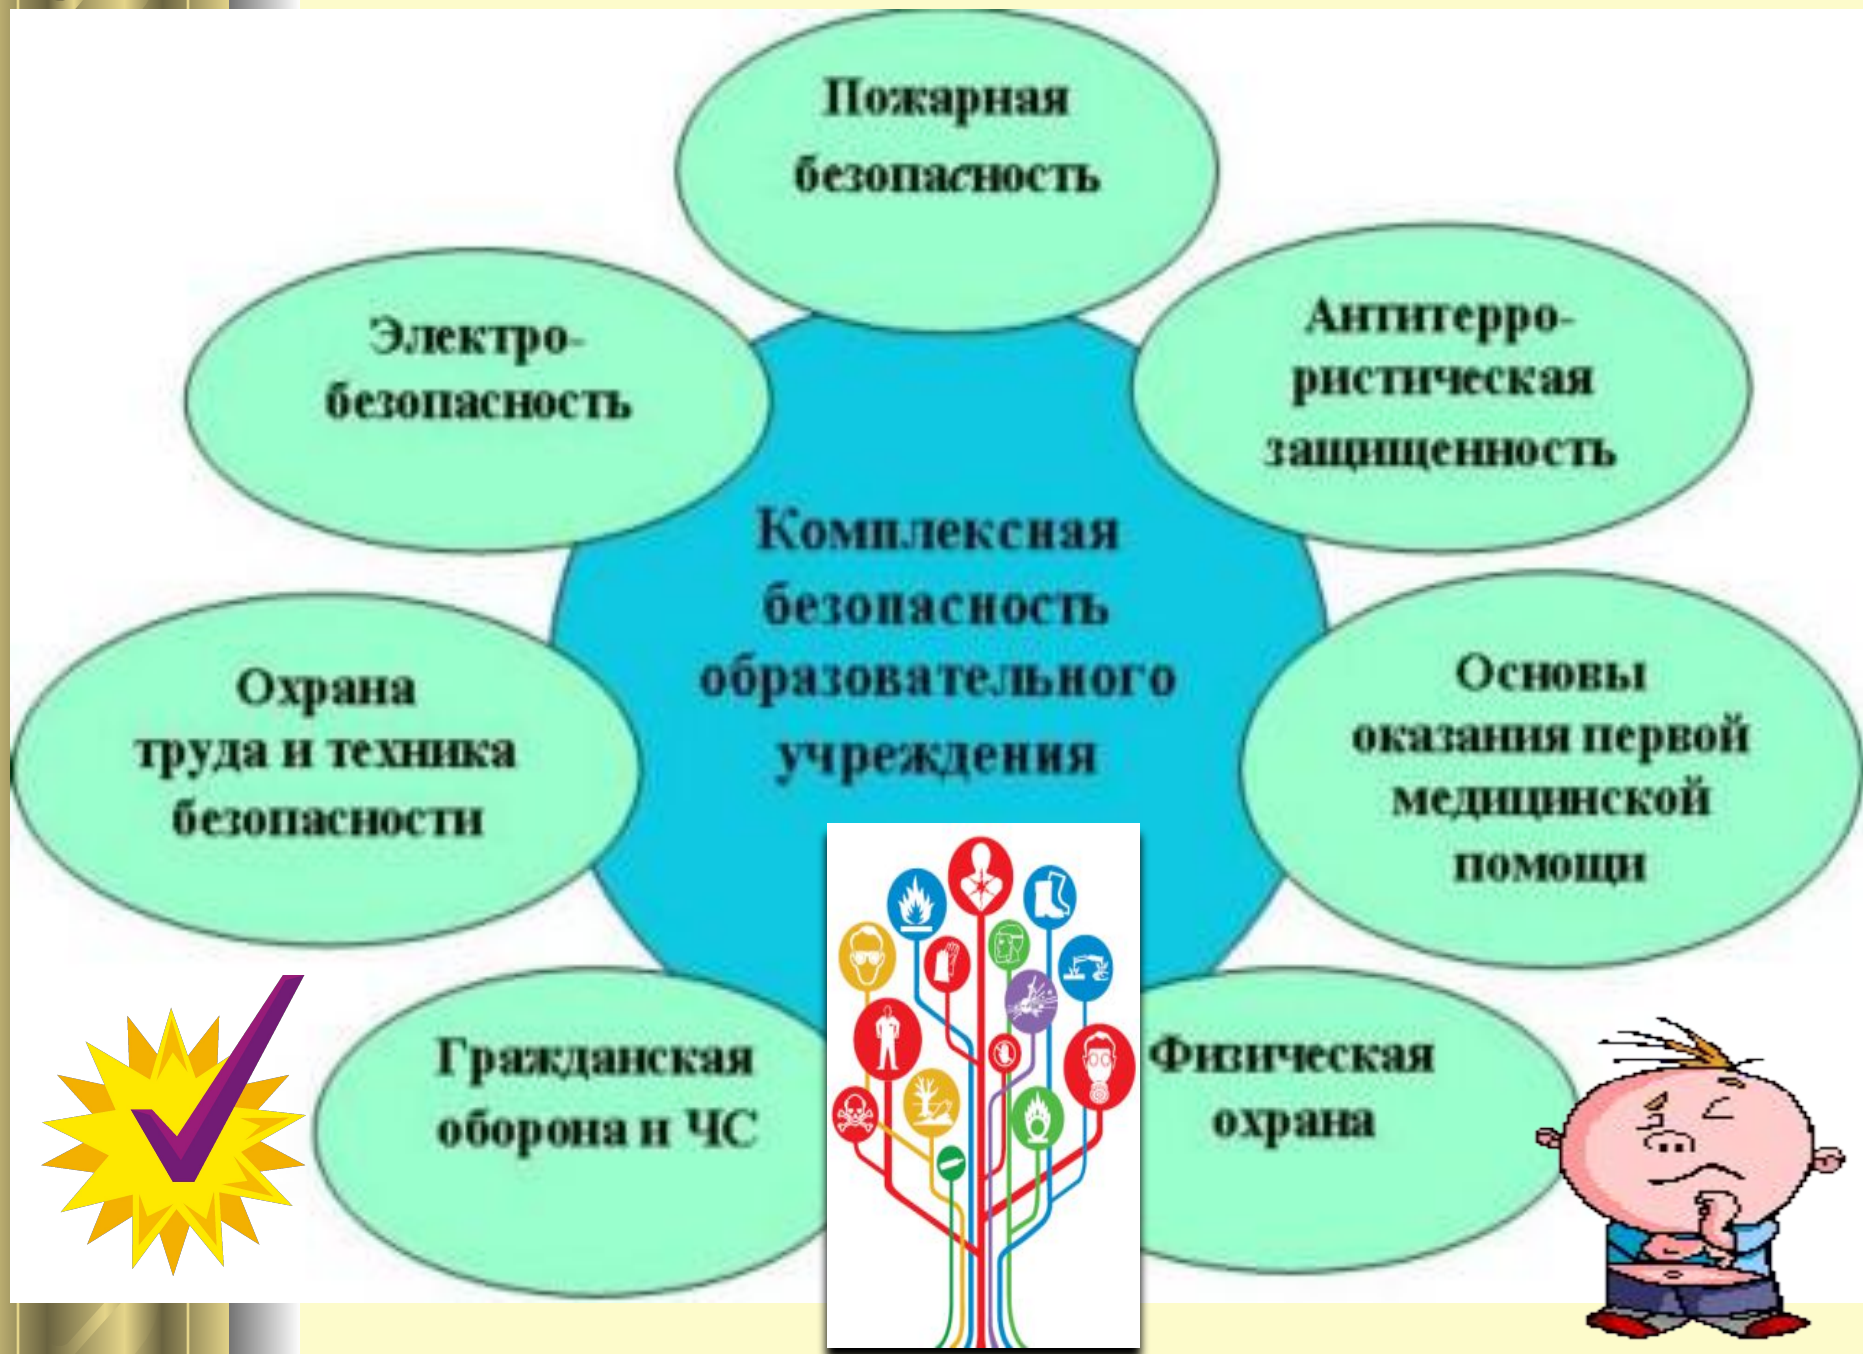 Пожарная
безопасность
Электро-
безопасность
Антитерро-
ристическая
защищенность
Комплексная
безопасность
образовательного
учреждения
Охрана
труда и техника
безопасности
Основы
оказания первой
медицинской
помощи
Гражданская
оборона и ЧС
Физическая
охрана